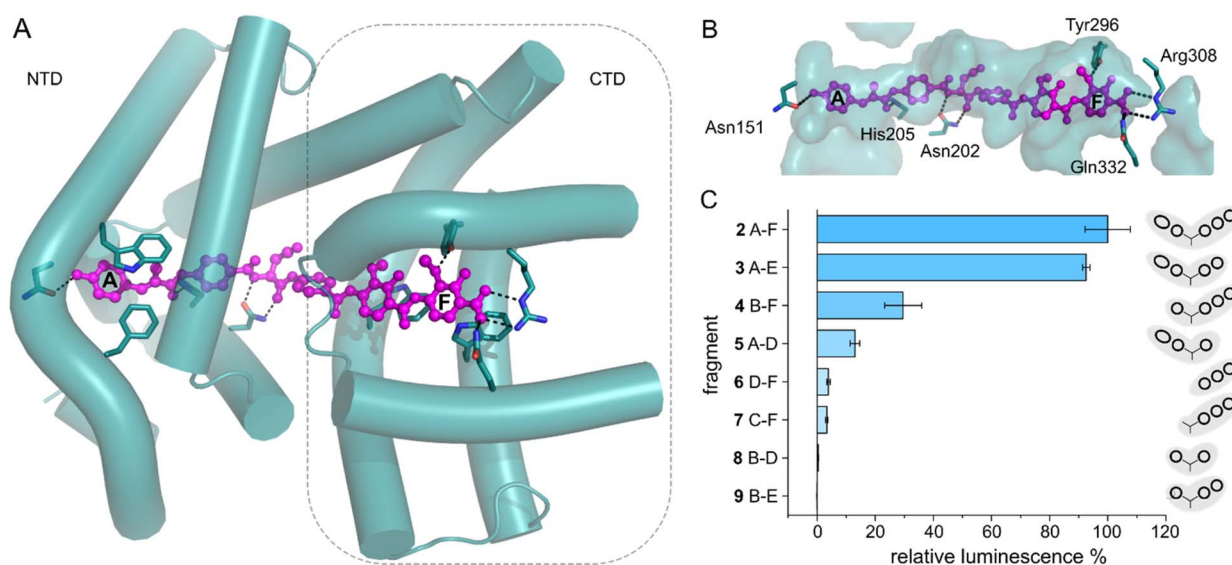 A
NTD
CTD
A
F
B
Tyr296
Arg308
A
F
Asn151
His205
Asn202
Gln332
C
fragment
2 A-F
3 A-E
4 B-F
5 A-D
6 D-F
7 C-F
8 B-D
9 B-E
0 20 40 60 80 100 120
relative luminescence %